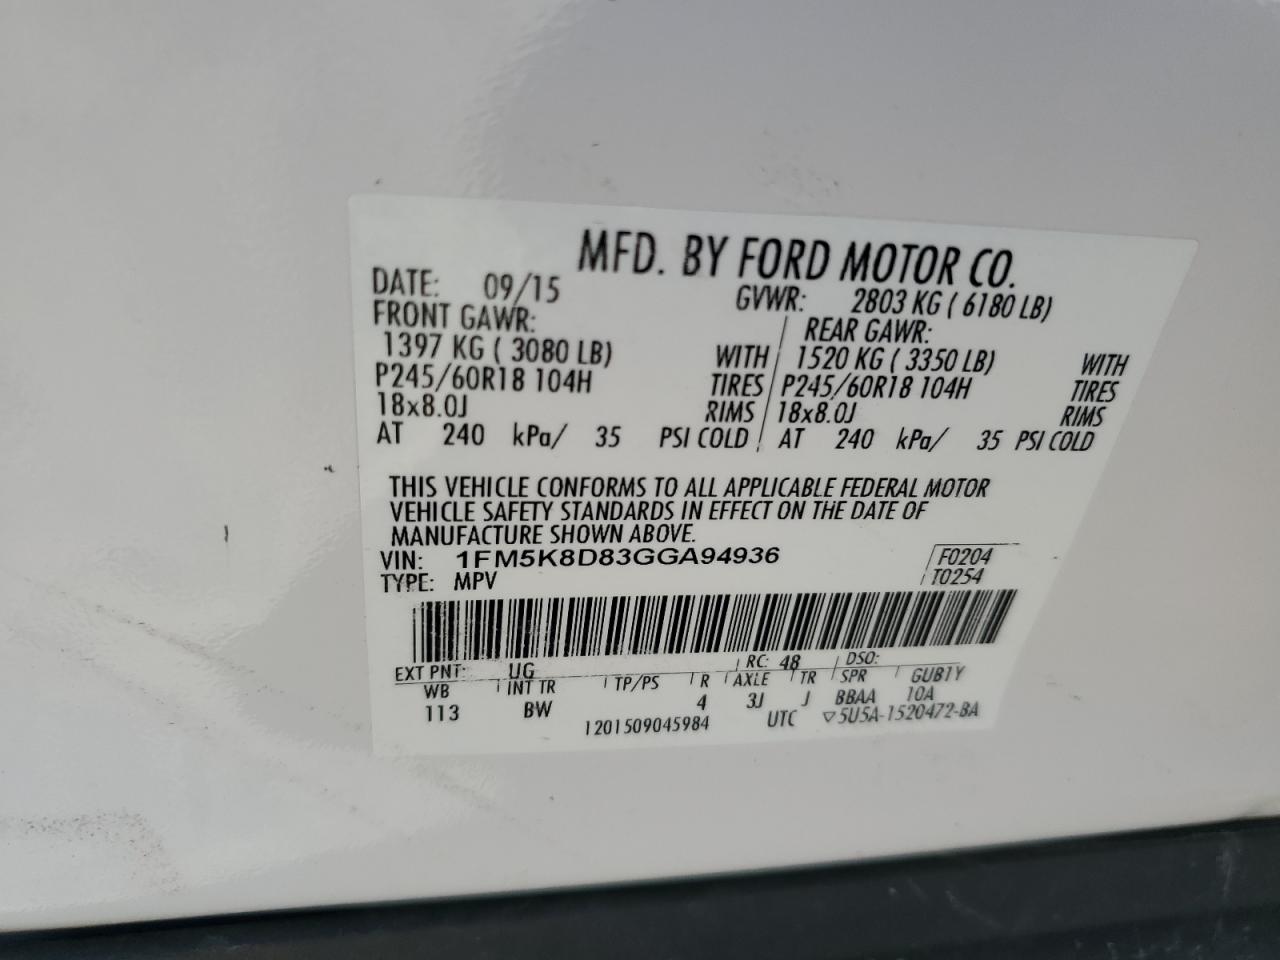 MFD. BY FORD MOTOR CO.
DATE: 09/15 GVWR: 2803 KG ( 6180 LB)
FRONT GAWR: REAR GAWR:
1397 KG ( 3080 LB) WITH 1520 KG ( 3350 LB) WITH
P245/60R18 104H TIRES P245/60R18 104H TIRES
18x8.0J RIMS 18x8.0J RIMS
AT 240 kPa/ 35 PSI COLD AT 240 kPa/ 35 PSI COLD
THIS VEHICLE CONFORMS TO ALL APPLICABLE FEDERAL MOTOR
VEHICLE SAFETY STANDARDS IN EFFECT ON THE DATE OF
MANUFACTURE SHOWN ABOVE.
VIN: 1FM5K8D83GGA94936 F0204
TYPE: MPV T0254
EXT PNT: UG RC: 48 DSO:
WB INT TR TP/PS R AXLE TR SPR GUB1Y
113 BW 4 3J J BBAA 10A
1201509045984 UTC ▽5U5A-1520472-BA